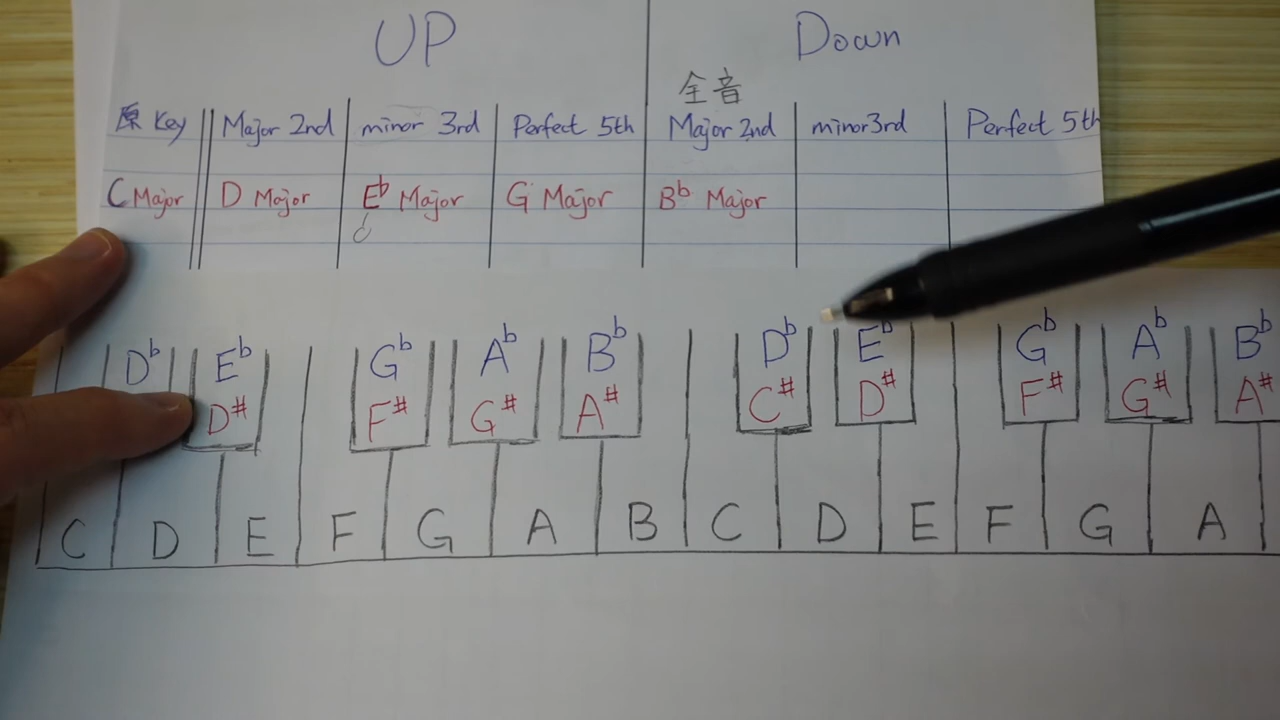 UP Down
全音
原 Key Major 2nd minor 3rd Perfect 5th Major 2nd minor3rd Perfect 5th
C Major D Major E♭ Major G Major B♭ Major
D♭ E♭ G♭ A♭ B♭ D♭ E♭ G♭ A♭ B♭
D# F# G# A# C# D# F# G# A#
C D E F G A B C D E F G A